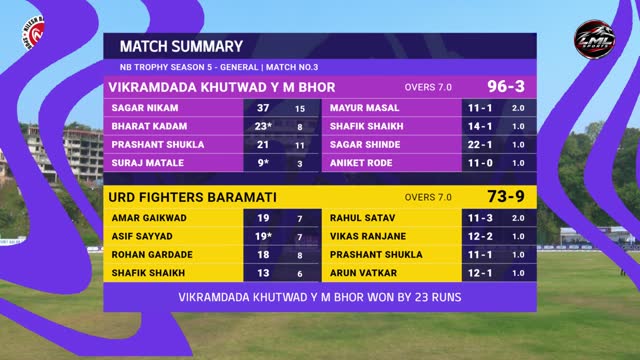 MATCH SUMMARY
NB TROPHY SEASON 5 - GENERAL | MATCH NO.3
VIKRAMDADA KHUTWAD Y M BHOR OVERS 7.0 96-3
SAGAR NIKAM 37 15 MAYUR MASAL 11-1 2.0
BHARAT KADAM 23* 8 SHAFIK SHAIKH 14-1 1.0
PRASHANT SHUKLA 21 11 SAGAR SHINDE 22-1 1.0
SURAJ MATALE 9* 3 ANIKET RODE 11-0 1.0
URD FIGHTERS BARAMATI OVERS 7.0 73-9
AMAR GAIKWAD 19 7 RAHUL SATAV 11-3 2.0
ASIF SAYYAD 19* 7 VIKAS RANJANE 12-2 1.0
ROHAN GARDADE 18 8 PRASHANT SHUKLA 11-1 1.0
SHAFIK SHAIKH 13 6 ARUN VATKAR 12-1 1.0
VIKRAMDADA KHUTWAD Y M BHOR WON BY 23 RUNS
LML
SPORTS